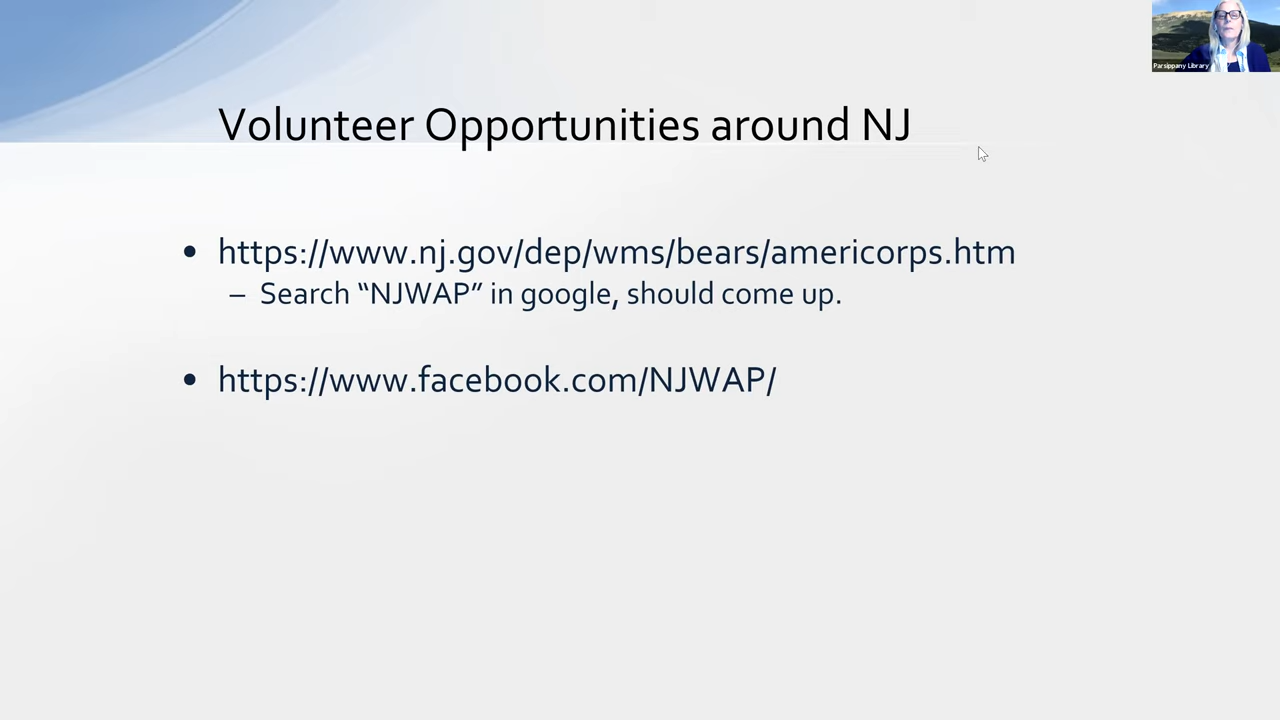 Parsippany Library
Volunteer Opportunities around NJ
• https://www.nj.gov/dep/wms/bears/americorps.htm
– Search “NJWAP” in google, should come up.
• https://www.facebook.com/NJWAP/